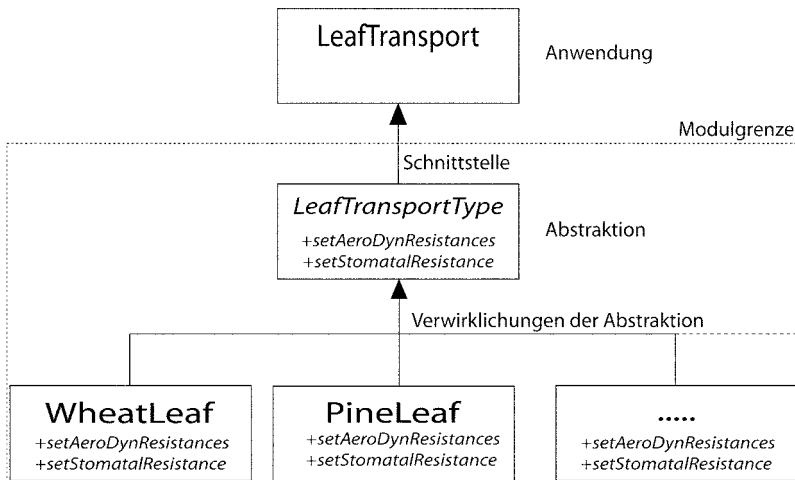 LeafTransport
Anwendung
Modulgrenze
Schnittstelle
LeafTransportType
+setAeroDynResistances
+setStomatalResistance
Abstraktion
Verwirklichungen der Abstraktion
WheatLeaf
+setAeroDynResistances
+setStomatalResistance
PineLeaf
+setAeroDynResistances
+setStomatalResistance
.....
+setAeroDynResistances
+setStomatalResistance